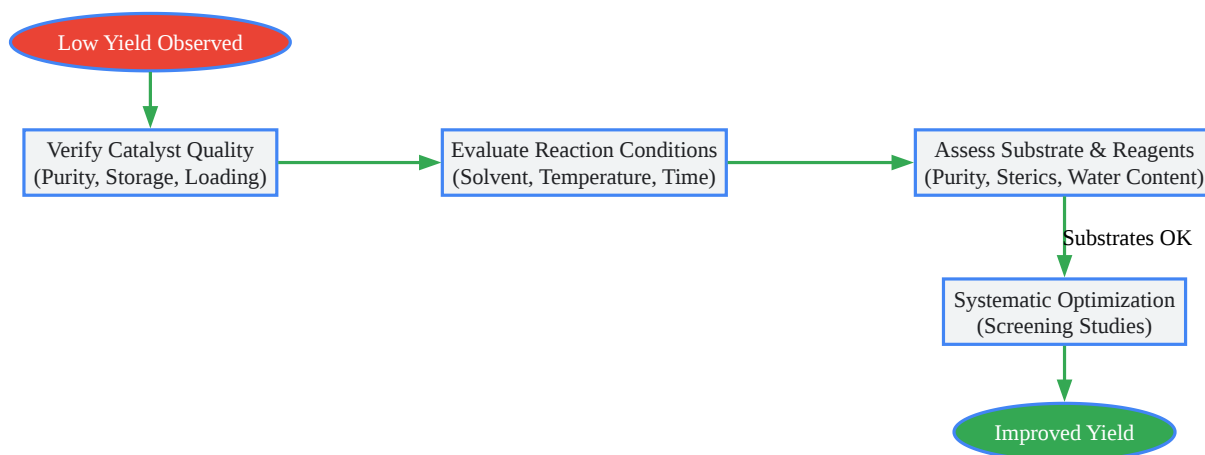 Low Yield Observed
Verify Catalyst Quality
(Purity, Storage, Loading)
Evaluate Reaction Conditions
(Solvent, Temperature, Time)
Assess Substrate & Reagents
(Purity, Sterics, Water Content)
Substrates OK
Systematic Optimization
(Screening Studies)
Improved Yield